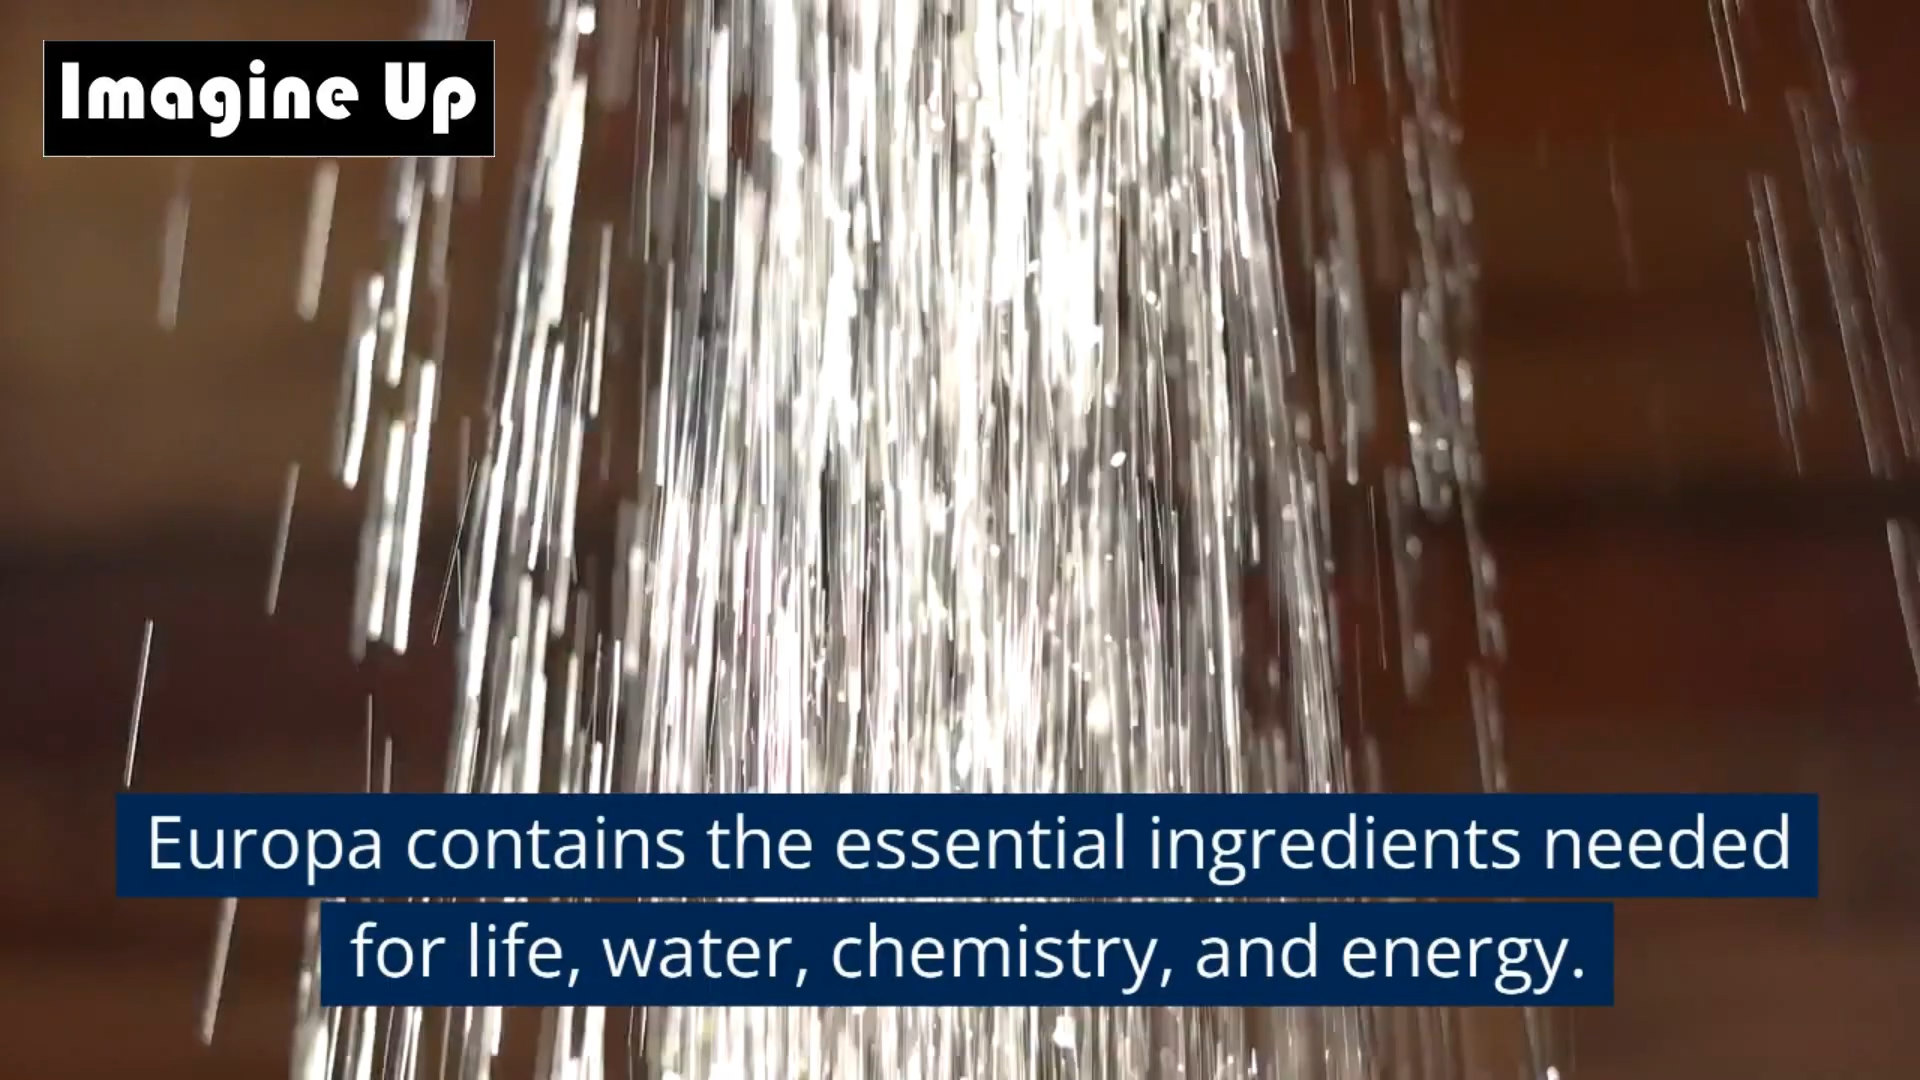 Imagine Up
Europa contains the essential ingredients needed
for life, water, chemistry, and energy.